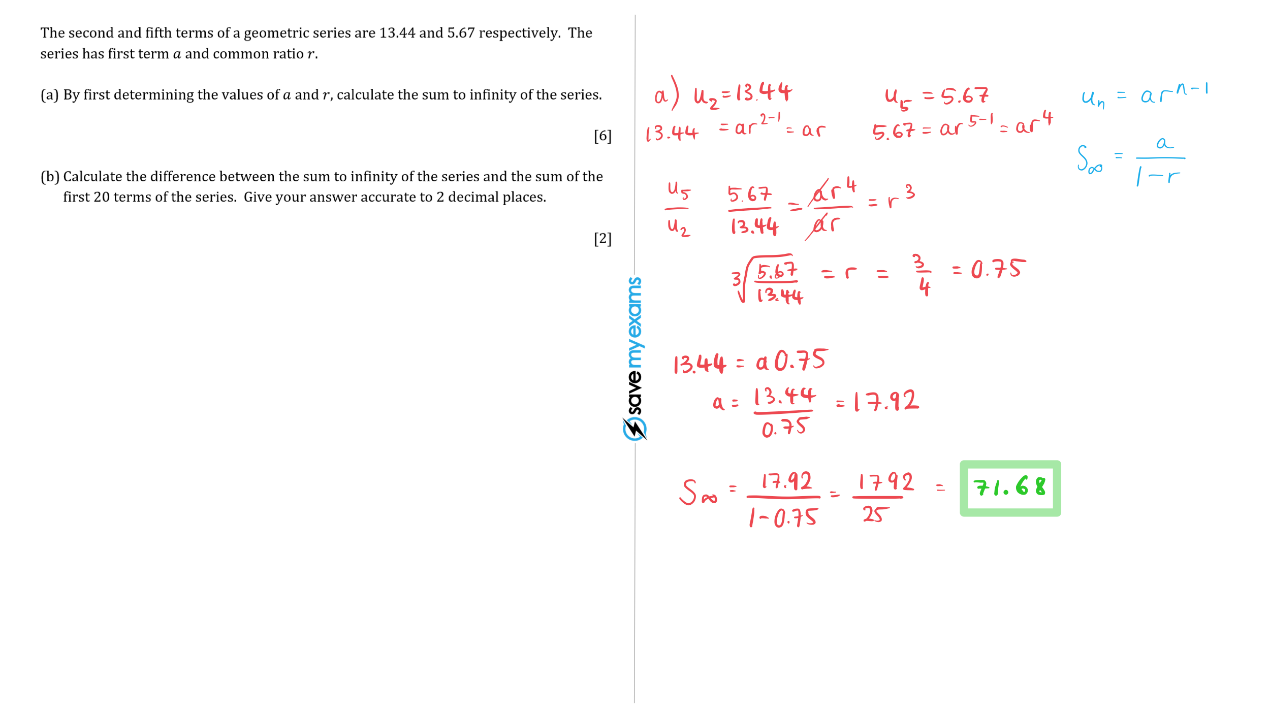 The second and fifth terms of a geometric series are 13.44 and 5.67 respectively. The
series has first term a and common ratio r.
(a) By first determining the values of a and r, calculate the sum to infinity of the series.
[6]
(b) Calculate the difference between the sum to infinity of the series and the sum of the
first 20 terms of the series. Give your answer accurate to 2 decimal places.
[2]
save my exams
a) u₂ = 13.44
13.44 = ar²⁻¹ = ar
u₅ = 5.67
5.67 = ar⁵⁻¹ = ar⁴
uₙ = arⁿ⁻¹
S∞ = a/(1-r)
u₅/u₂ 5.67/13.44 = ar⁴/ar = r³
∛(5.67/13.44) = r = 3/4 = 0.75
13.44 = a 0.75
a = 13.44/0.75 = 17.92
S∞ = 17.92/(1-0.75) = 1792/25 = 71.68